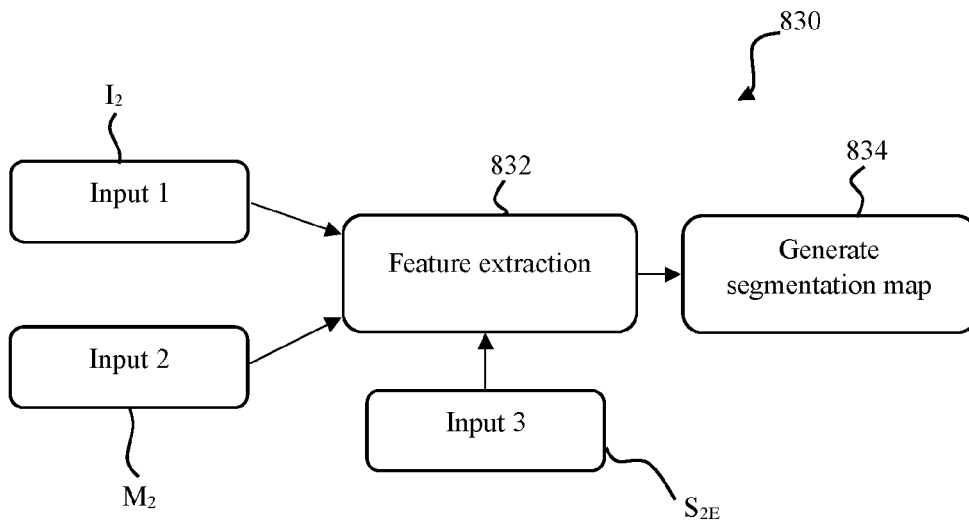 830
I₂
Input 1
832
834
Feature extraction
Generate
segmentation map
Input 2
Input 3
M₂
S₂E